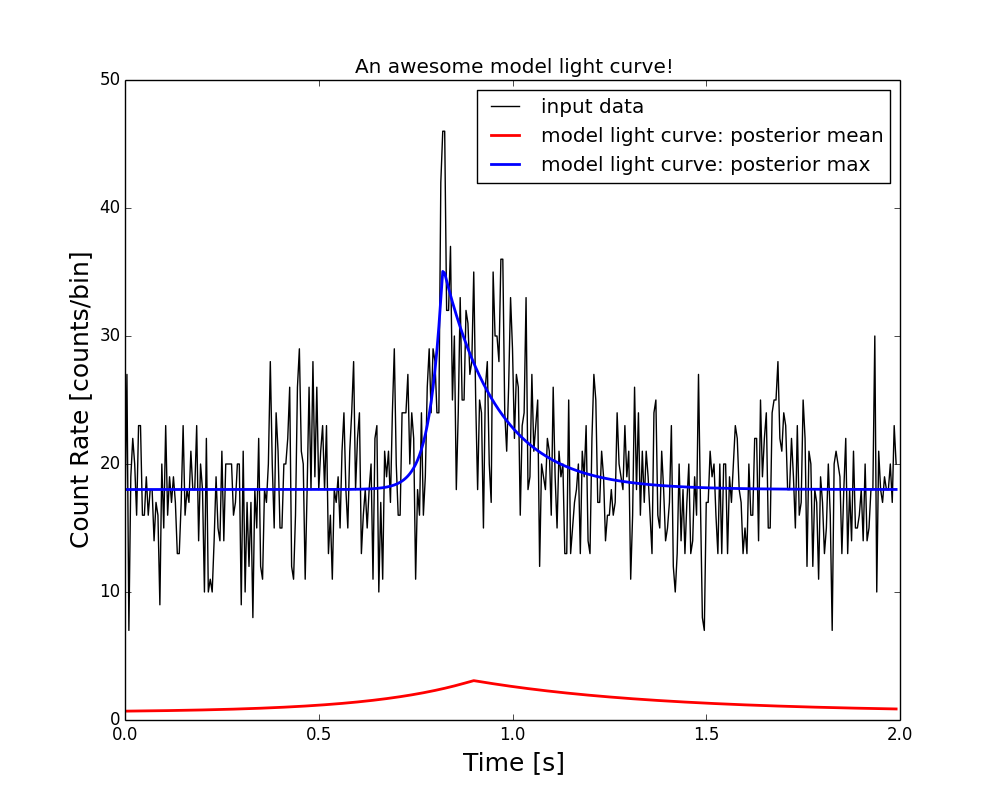 An awesome model light curve!
input data
model light curve: posterior mean
model light curve: posterior max
Count Rate [counts/bin]
50
40
30
20
10
0
0.0 0.5 1.0 1.5 2.0
Time [s]